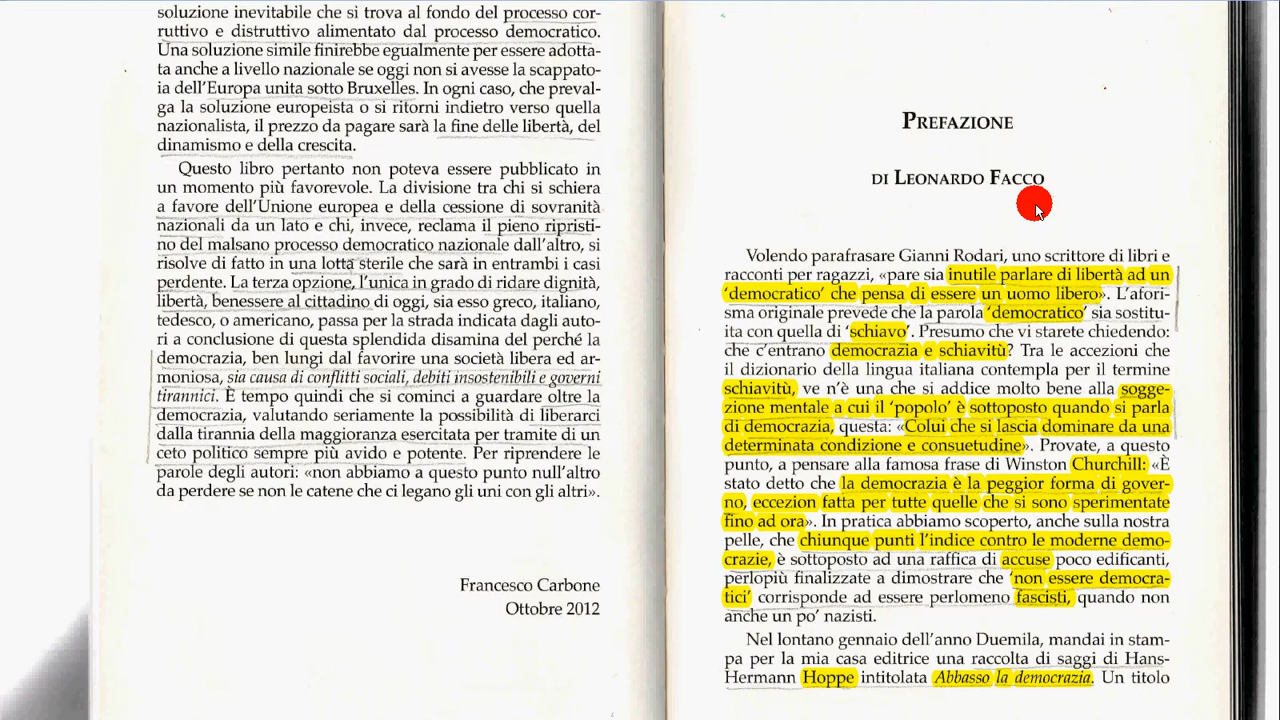 soluzione inevitabile che si trova al fondo del processo cor-
ruttivo e distruttivo alimentato dal processo democratico.
Una soluzione simile finirebbe egualmente per essere adotta-
ta anche a livello nazionale se oggi non si avesse la scappato-
ia dell'Europa unita sotto Bruxelles. In ogni caso, che preval-
ga la soluzione europeista o si ritorni indietro verso quella
nazionalista, il prezzo da pagare sarà la fine delle libertà, del
dinamismo e della crescita.
Questo libro pertanto non poteva essere pubblicato in
un momento più favorevole. La divisione tra chi si schiera
a favore dell'Unione europea e della cessione di sovranità
nazionali da un lato e chi, invece, reclama il pieno ripristi-
no del malsano processo democratico nazionale dall'altro, si
risolve di fatto in una lotta sterile che sarà in entrambi i casi
perdente. La terza opzione, l'unica in grado di ridare dignità,
libertà, benessere al cittadino di oggi, sia esso greco, italiano,
tedesco, o americano, passa per la strada indicata dagli auto-
ri a conclusione di questa splendida disamina del perché la
democrazia, ben lungi dal favorire una società libera ed ar-
moniosa, sia causa di conflitti sociali, debiti insostenibili e governi
tirannici. È tempo quindi che si cominci a guardare oltre la
democrazia, valutando seriamente la possibilità di liberarci
dalla tirannia della maggioranza esercitata per tramite di un
ceto politico sempre più avido e potente. Per riprendere le
parole degli autori: «non abbiamo a questo punto null'altro
da perdere se non le catene che ci legano gli uni con gli altri».
Francesco Carbone
Ottobre 2012
PREFAZIONE
DI LEONARDO FACCO
Volendo parafrasare Gianni Rodari, uno scrittore di libri e
racconti per ragazzi, «pare sia inutile parlare di libertà ad un
'democratico' che pensa di essere un uomo libero». L'afori-
sma originale prevede che la parola 'democratico' sia sostitu-
ita con quella di 'schiavo'. Presumo che vi starete chiedendo:
che c'entrano democrazia e schiavitù? Tra le accezioni che
il dizionario della lingua italiana contempla per il termine
schiavitù, ve n'è una che si addice molto bene alla sogge-
zione mentale a cui il 'popolo' è sottoposto quando si parla
di democrazia, questa: «Colui che si lascia dominare da una
determinata condizione e consuetudine». Provate, a questo
punto, a pensare alla famosa frase di Winston Churchill: «È
stato detto che la democrazia è la peggior forma di gover-
no, eccezion fatta per tutte quelle che si sono sperimentate
fino ad ora». In pratica abbiamo scoperto, anche sulla nostra
pelle, che chiunque punti l'indice contro le moderne demo-
crazie, è sottoposto ad una raffica di accuse poco edificanti,
perlopiù finalizzate a dimostrare che 'non essere democra-
tici' corrisponde ad essere perlomeno fascisti, quando non
anche un po' nazisti.
Nel lontano gennaio dell'anno Duemila, mandai in stam-
pa per la mia casa editrice una raccolta di saggi di Hans-
Hermann Hoppe intitolata Abbasso la democrazia. Un titolo